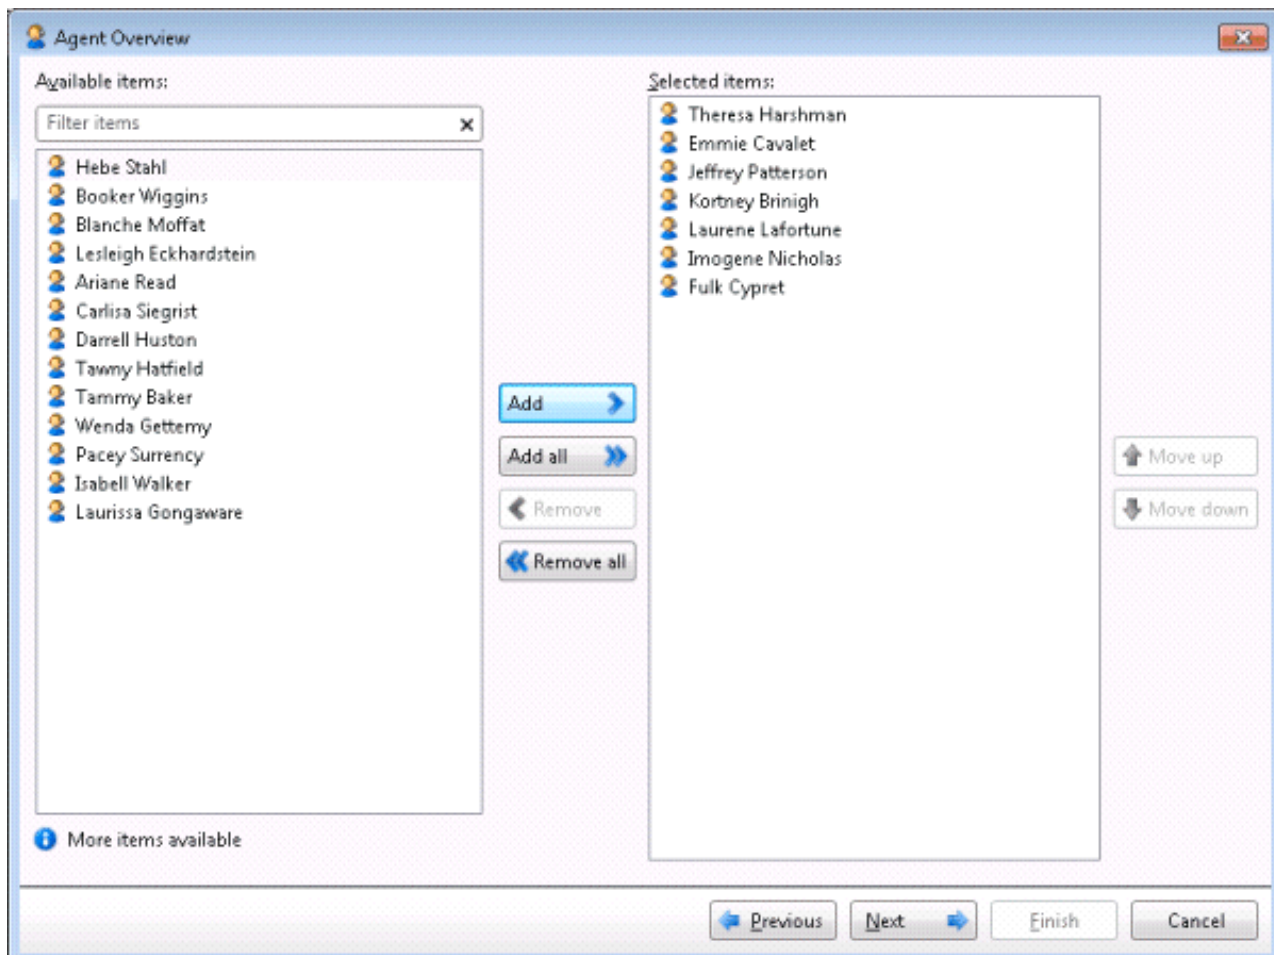 Agent Overview
Available items:
Filter items
Hebe Stahl
Booker Wiggins
Blanche Moffat
Lesleigh Eckhardstein
Ariane Read
Carlisa Siegrist
Darrell Huston
Tawny Hatfield
Tammy Baker
Wenda Gettemy
Pacey Surrency
Isabell Walker
Laurissa Gongaware
More items available
Add
Add all
Remove
Remove all
Selected items:
Theresa Harshman
Emmie Cavalet
Jeffrey Patterson
Kortney Brinigh
Laurene Lafortune
Imogene Nicholas
Fulk Cypret
Move up
Move down
Previous
Next
Finish
Cancel